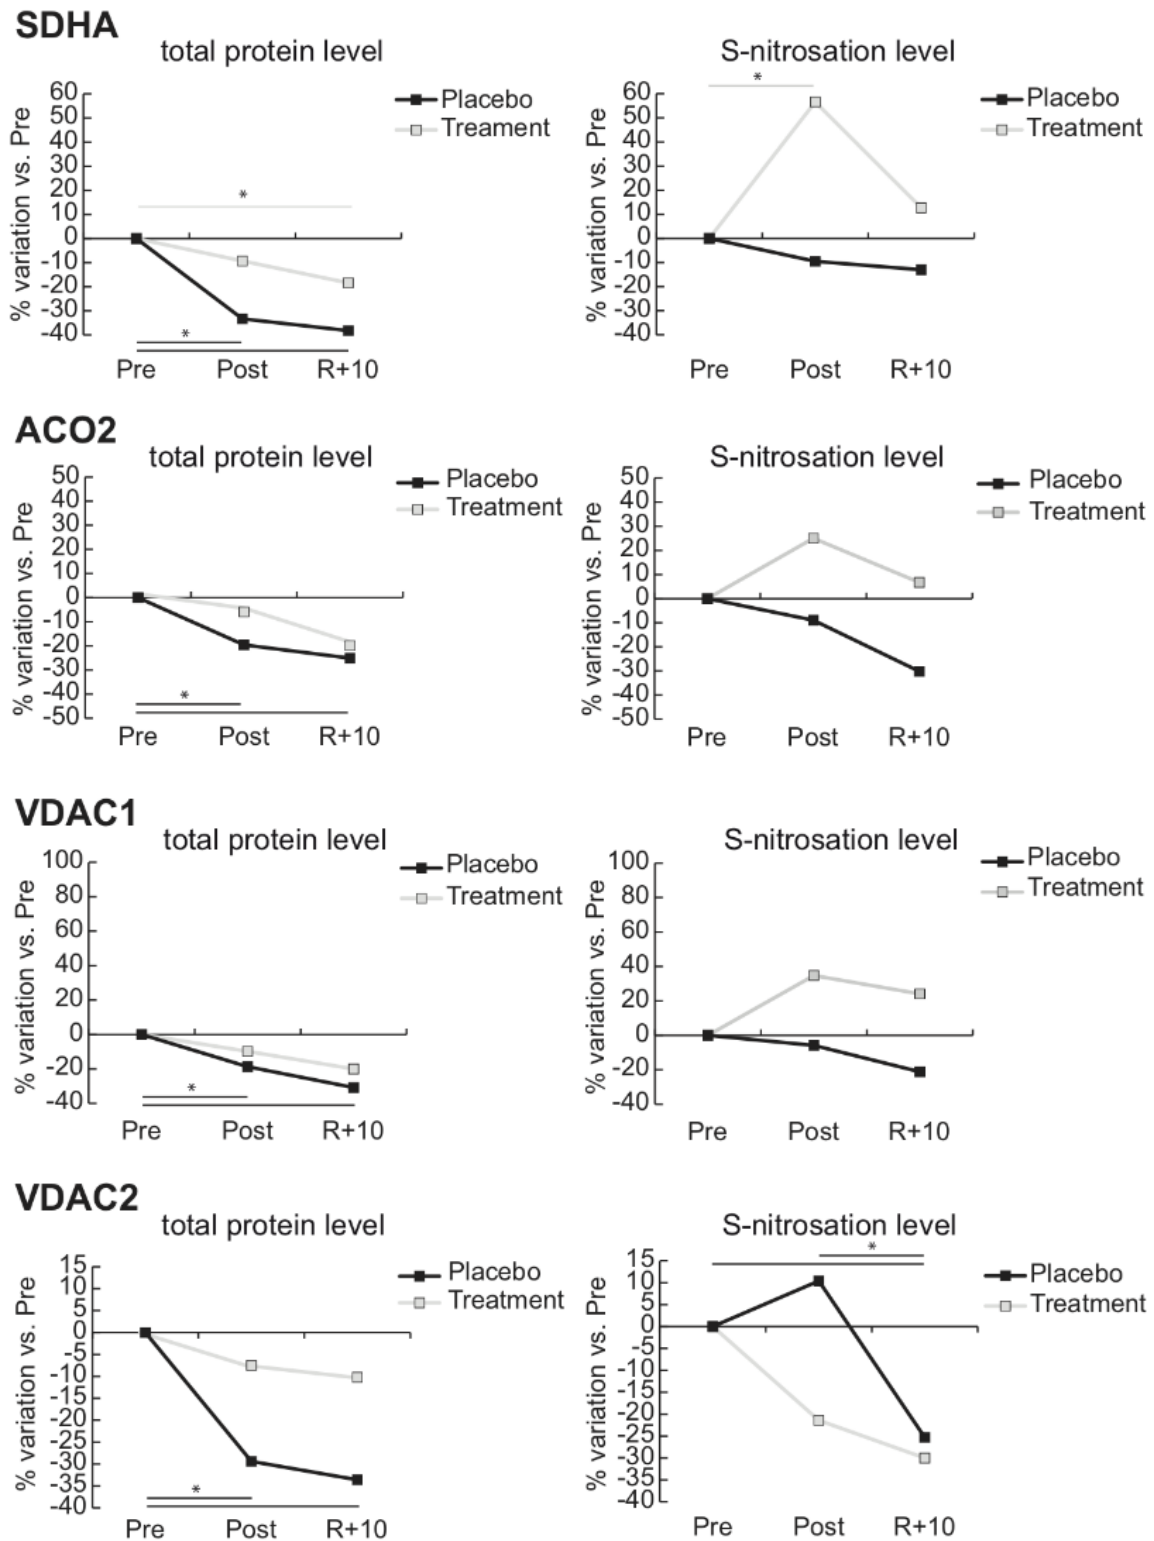 SDHA
total protein level
% variation vs. Pre
60
50
40
30
20
10
0
-10
-20
-30
-40
*
*
Placebo
Treament
Pre Post R+10
S-nitrosation level
% variation vs. Pre
60
50
40
30
20
10
0
-10
-20
-30
-40
*
Placebo
Treatment
Pre Post R+10
ACO2
total protein level
% variation vs. Pre
50
40
30
20
10
0
-10
-20
-30
-40
-50
*
Placebo
Treatment
Pre Post R+10
S-nitrosation level
% variation vs. Pre
50
40
30
20
10
0
-10
-20
-30
-40
-50
Placebo
Treatment
Pre Post R+10
VDAC1
total protein level
% variation vs. Pre
100
80
60
40
20
0
-20
-40
*
Placebo
Treatment
Pre Post R+10
S-nitrosation level
% variation vs. Pre
100
80
60
40
20
0
-20
-40
Placebo
Treatment
Pre Post R+10
VDAC2
total protein level
% variation vs. Pre
15
10
5
0
-5
-10
-15
-20
-25
-30
-35
-40
*
Placebo
Treatment
Pre Post R+10
S-nitrosation level
% variation vs. Pre
15
10
5
0
-5
-10
-15
-20
-25
-30
-35
-40
*
Placebo
Treatment
Pre Post R+10